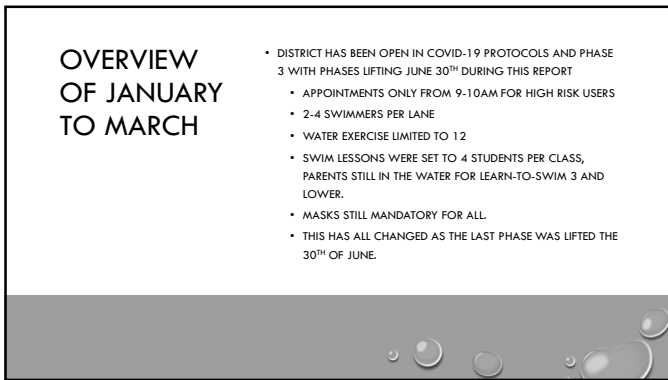 OVERVIEW
OF JANUARY
TO MARCH
• DISTRICT HAS BEEN OPEN IN COVID-19 PROTOCOLS AND PHASE
3 WITH PHASES LIFTING JUNE 30TH DURING THIS REPORT
• APPOINTMENTS ONLY FROM 9-10AM FOR HIGH RISK USERS
• 2-4 SWIMMERS PER LANE
• WATER EXERCISE LIMITED TO 12
• SWIM LESSONS WERE SET TO 4 STUDENTS PER CLASS,
PARENTS STILL IN THE WATER FOR LEARN-TO-SWIM 3 AND
LOWER.
• MASKS STILL MANDATORY FOR ALL.
• THIS HAS ALL CHANGED AS THE LAST PHASE WAS LIFTED THE
30TH OF JUNE.